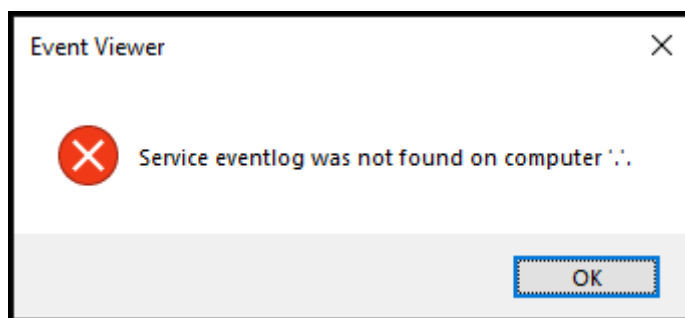 Event Viewer
Service eventlog was not found on computer '.'.
OK